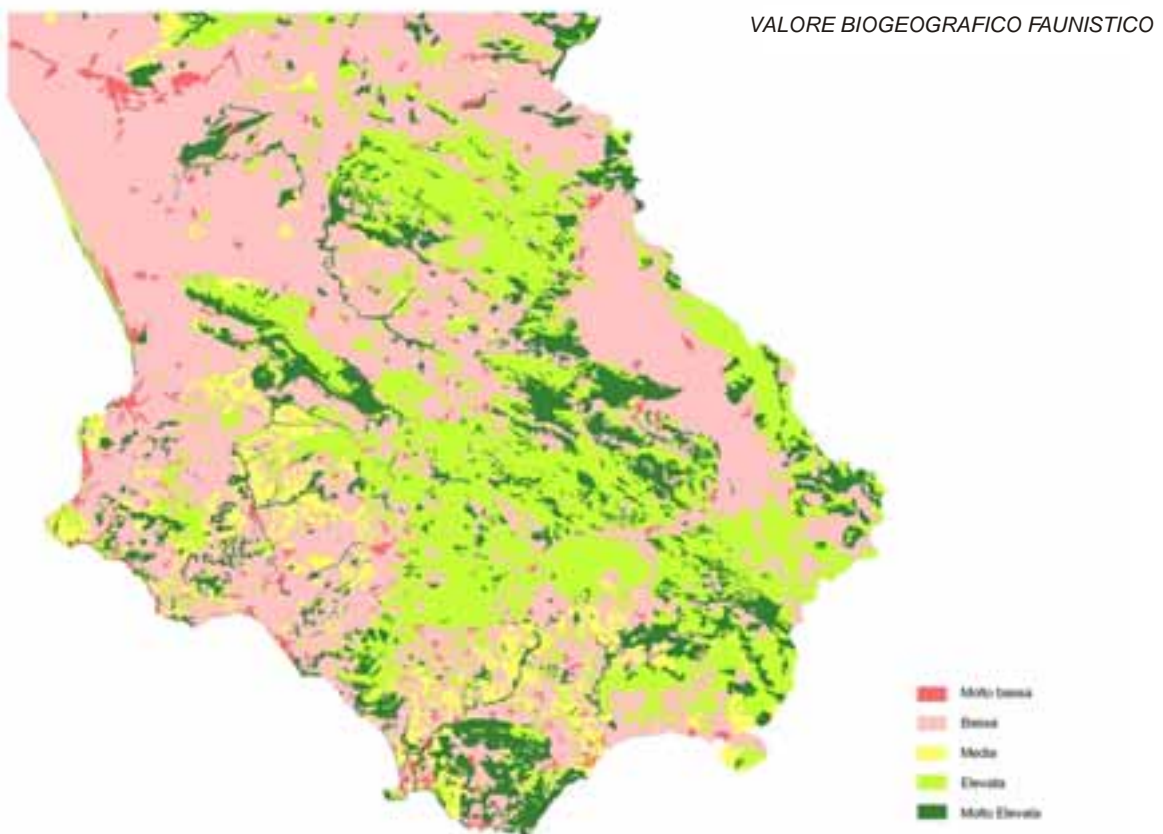 VALORE BIOGEOGRAFICO FAUNISTICO
Molto bassa
Bassa
Media
Elevata
Molto Elevata